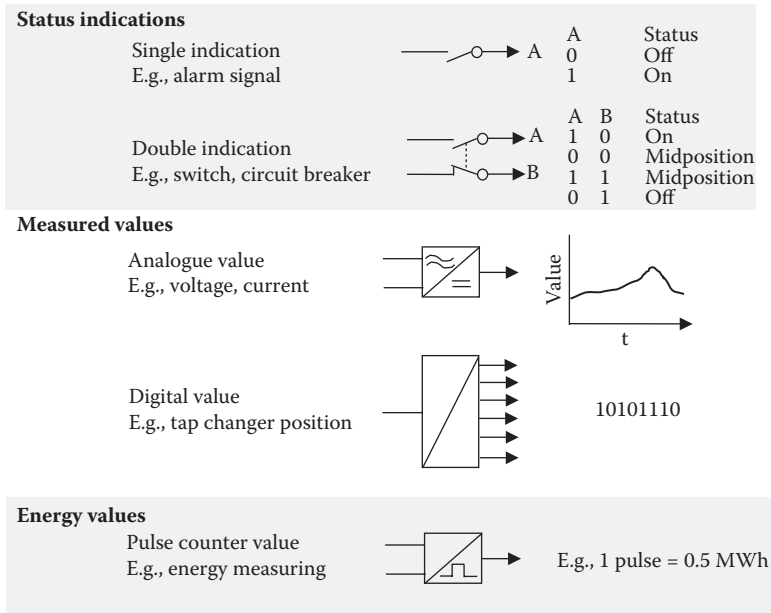 Status indications
Single indication
E.g., alarm signal
A
A Status
0 Off
1 On
Double indication
E.g., switch, circuit breaker
A
B
A B Status
1 0 On
0 0 Midposition
1 1 Midposition
0 1 Off
Measured values
Analogue value
E.g., voltage, current
Value
t
Digital value
E.g., tap changer position
10101110
Energy values
Pulse counter value
E.g., energy measuring
E.g., 1 pulse = 0.5 MWh